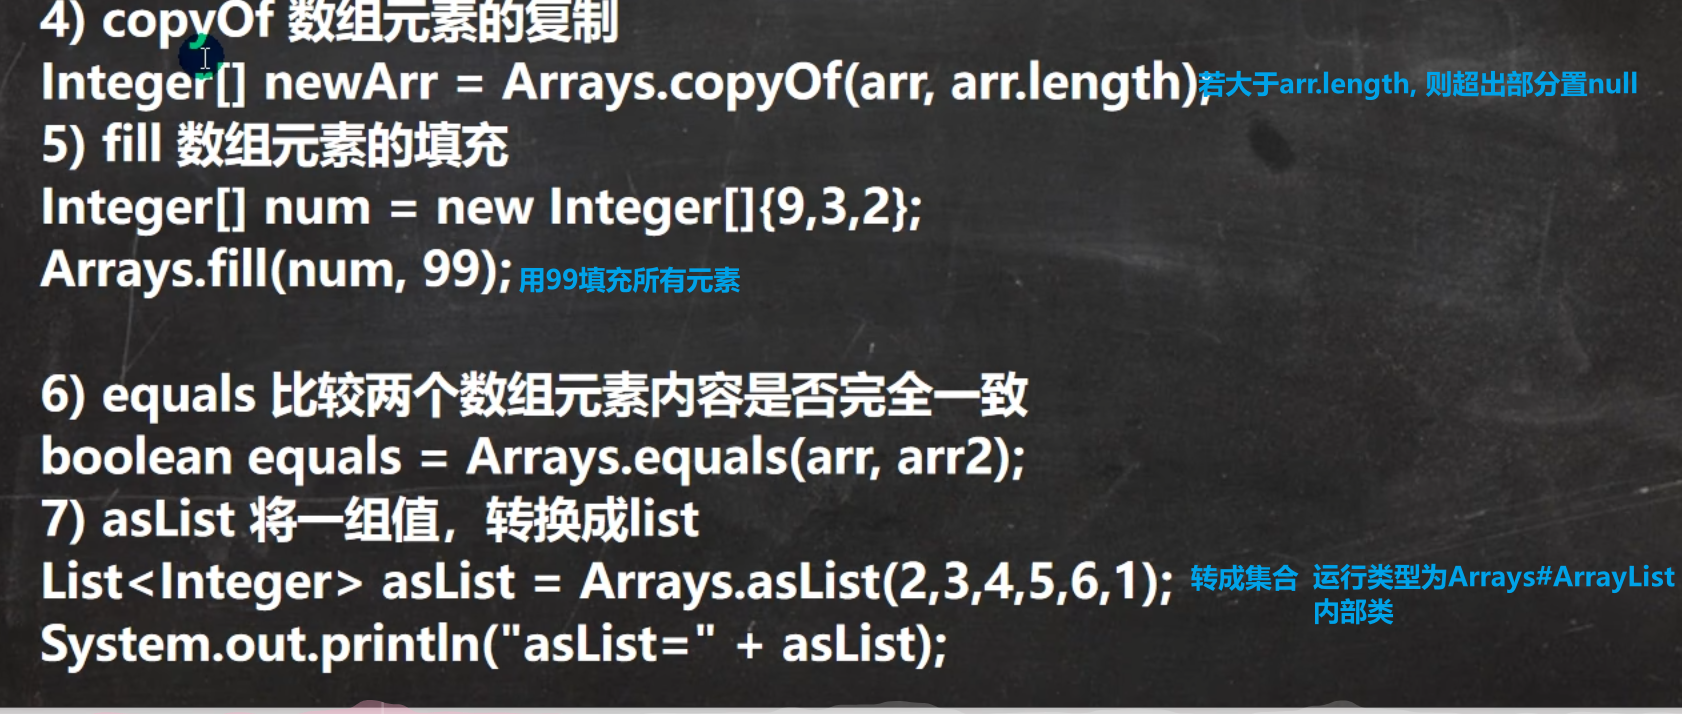 4) copyOf 数组元素的复制
Integer[] newArr = Arrays.copyOf(arr, arr.length); 若大于arr.length, 则超出部分置null
5) fill 数组元素的填充
Integer[] num = new Integer[]{9,3,2};
Arrays.fill(num, 99); 用99填充所有元素
6) equals 比较两个数组元素内容是否完全一致
boolean equals = Arrays.equals(arr, arr2);
7) asList 将一组值，转换成list
List<Integer> asList = Arrays.asList(2,3,4,5,6,1); 转成集合 运行类型为Arrays#ArrayList
内部类
System.out.println("asList=" + asList);